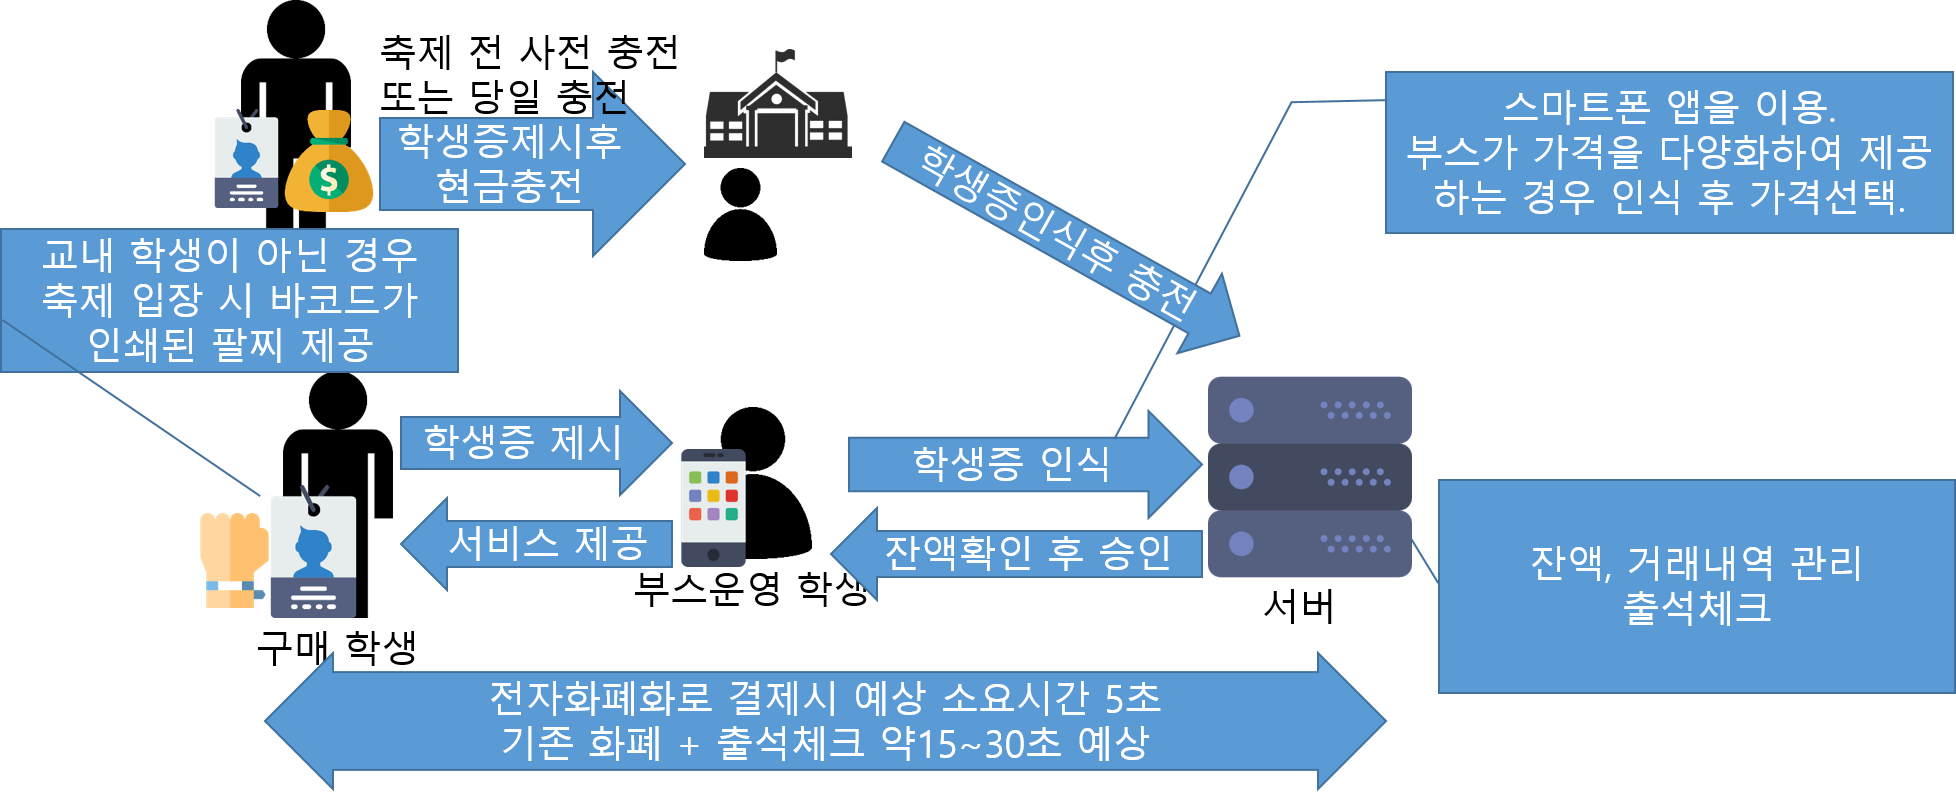 축제 전 사전 충전
또는 당일 충전
학생증제시후
현금충전
학생증인식후 충전
스마트폰 앱을 이용.
부스가 가격을 다양화하여 제공
하는 경우 인식 후 가격선택.
교내 학생이 아닌 경우
축제 입장 시 바코드가
인쇄된 팔찌 제공
학생증 제시
서비스 제공
부스운영 학생
학생증 인식
잔액확인 후 승인
서버
잔액, 거래내역 관리
출석체크
구매 학생
전자화폐화로 결제시 예상 소요시간 5초
기존 화폐 + 출석체크 약15~30초 예상